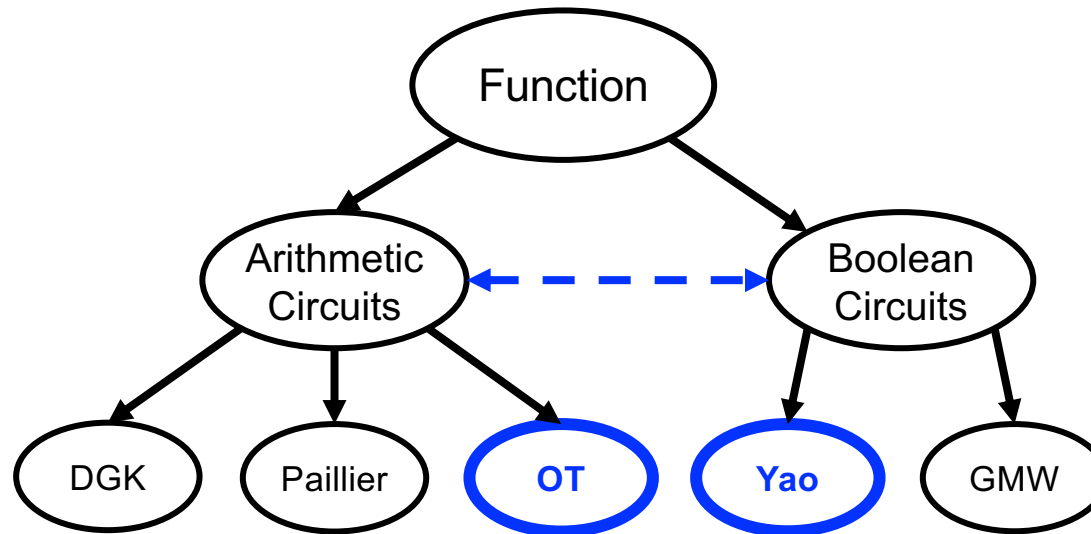 Function
Arithmetic
Circuits
Boolean
Circuits
DGK
Paillier
OT
Yao
GMW